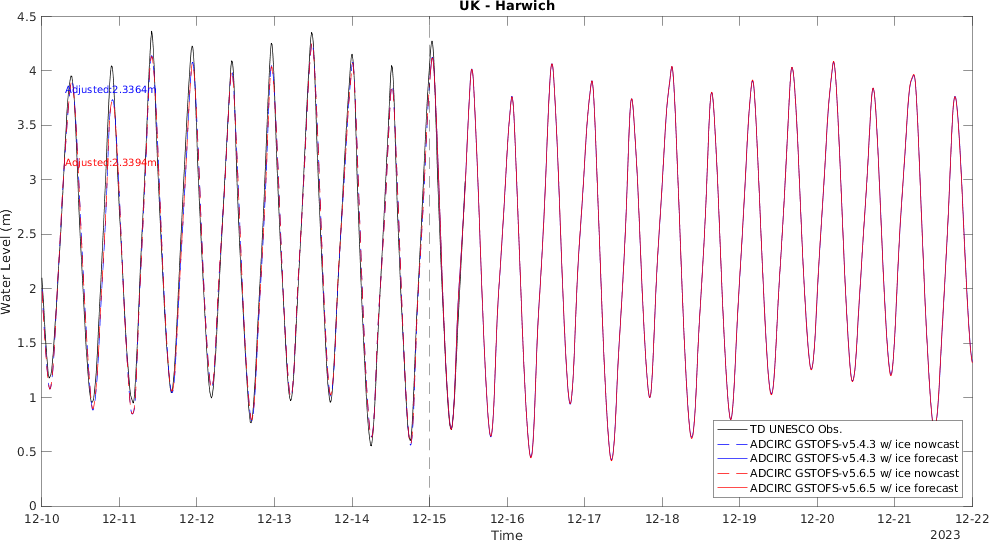 UK - Harwich
4.5
4
3.5
3
2.5
2
1.5
1
0.5
0
Water Level (m)
Adjusted:2.3364m
Adjusted:2.3394m
TD UNESCO Obs.
ADCIRC GSTOFS-v5.4.3 w/ ice nowcast
ADCIRC GSTOFS-v5.4.3 w/ ice forecast
ADCIRC GSTOFS-v5.6.5 w/ ice nowcast
ADCIRC GSTOFS-v5.6.5 w/ ice forecast
12-10 12-11 12-12 12-13 12-14 12-15 12-16 12-17 12-18 12-19 12-20 12-21 12-22
Time
2023